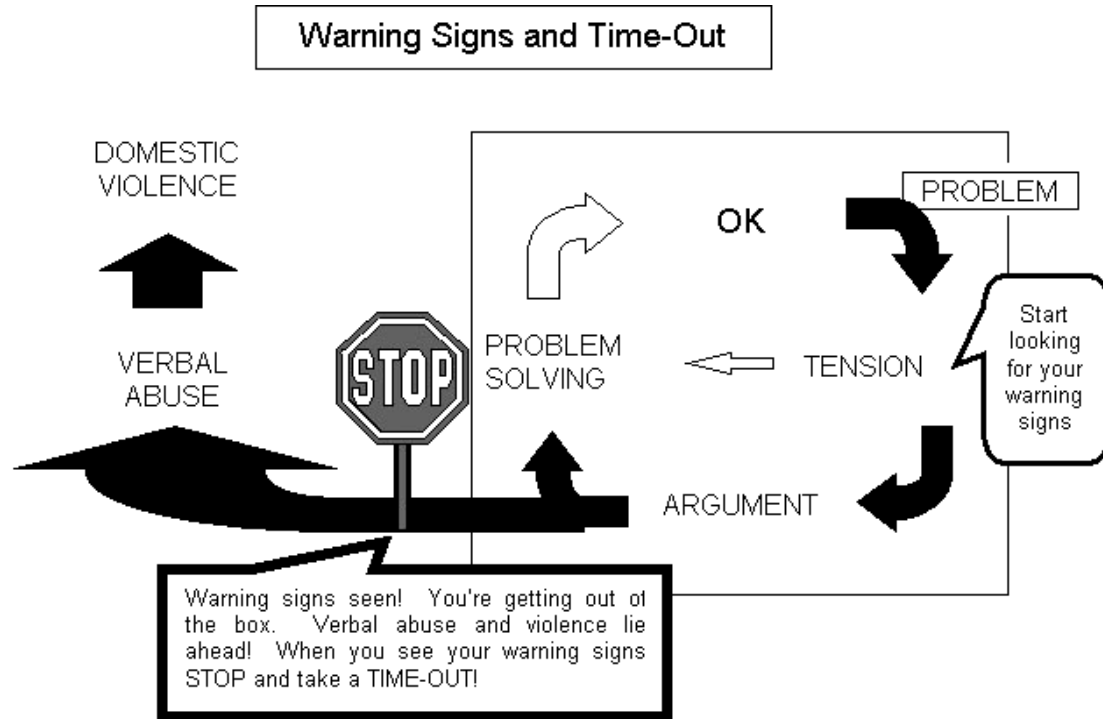 Warning Signs and Time-Out
DOMESTIC
VIOLENCE
PROBLEM
OK
Start
looking
for your
warning
signs
STOP
PROBLEM
SOLVING
TENSION
VERBAL
ABUSE
ARGUMENT
Warning signs seen! You're getting out of
the box. Verbal abuse and violence lie
ahead! When you see your warning signs
STOP and take a TIME-OUT!